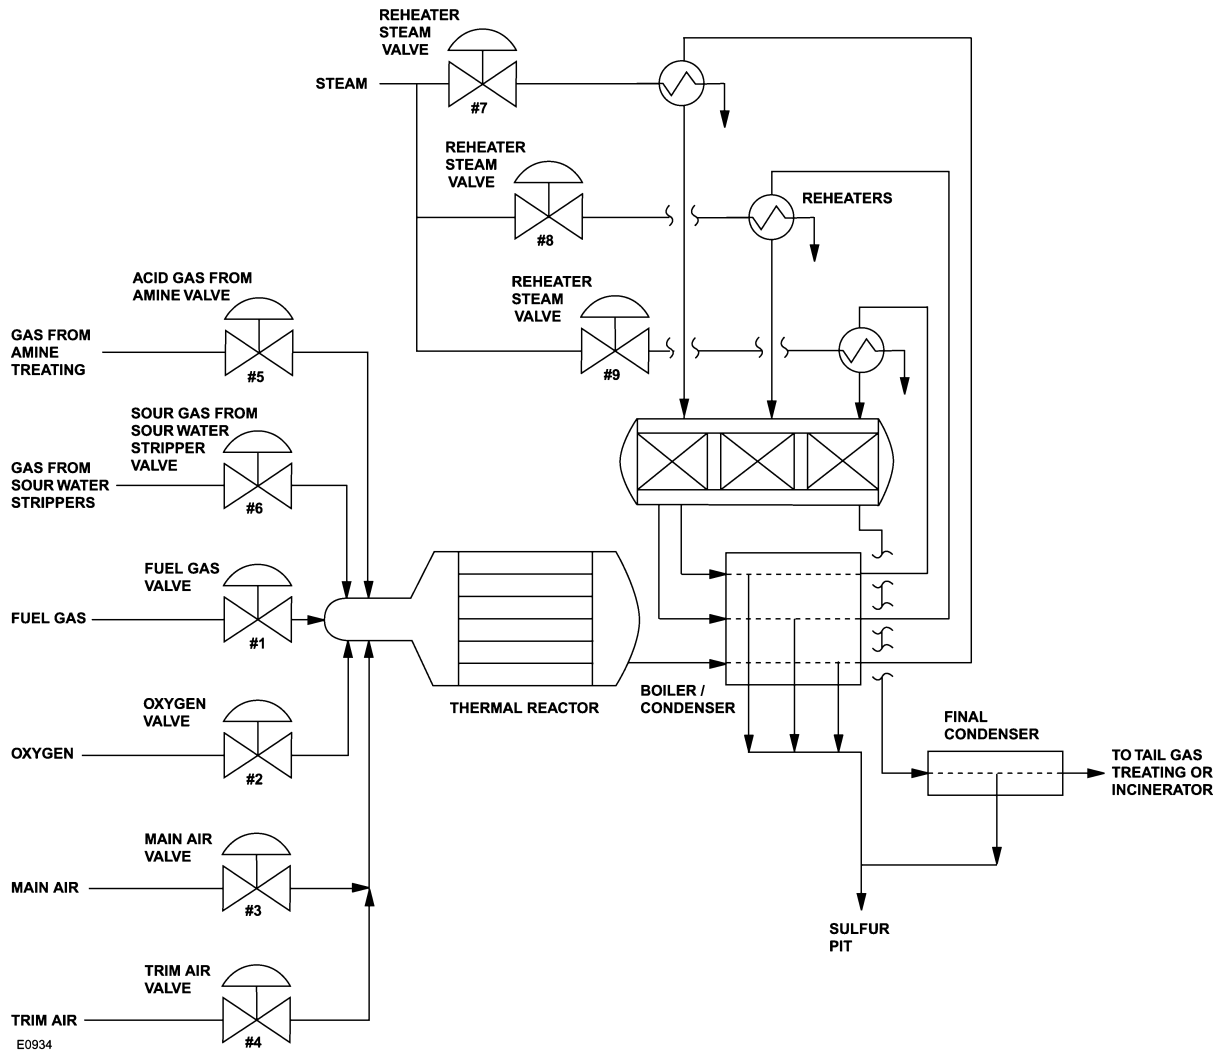 REHEATER
STEAM
VALVE
STEAM
#7
REHEATER
STEAM
VALVE
REHEATERS
#8
ACID GAS FROM
AMINE VALVE
REHEATER
STEAM
VALVE
GAS FROM
AMINE
TREATING
#5
#9
SOUR GAS FROM
SOUR WATER
STRIPPER
VALVE
GAS FROM
SOUR WATER
STRIPPERS
#6
FUEL GAS
VALVE
FUEL GAS
#1
THERMAL REACTOR
BOILER /
CONDENSER
OXYGEN
VALVE
OXYGEN
#2
FINAL
CONDENSER
TO TAIL GAS
TREATING OR
INCINERATOR
MAIN AIR
VALVE
MAIN AIR
#3
SULFUR
PIT
TRIM AIR
VALVE
TRIM AIR
#4
E0934